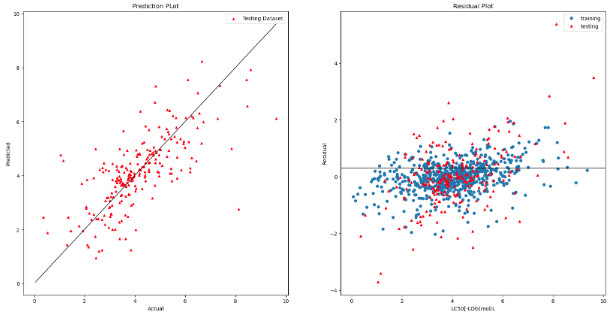 Prediction PLot
10
8
6
4
2
0
Predicted
0 2 4 6 8 10
Actual
Testing Dataset
Residual Plot
4
2
0
−2
−4
Residual
0 2 4 6 8 10
LC50[-LOG(mol/L
training
testing